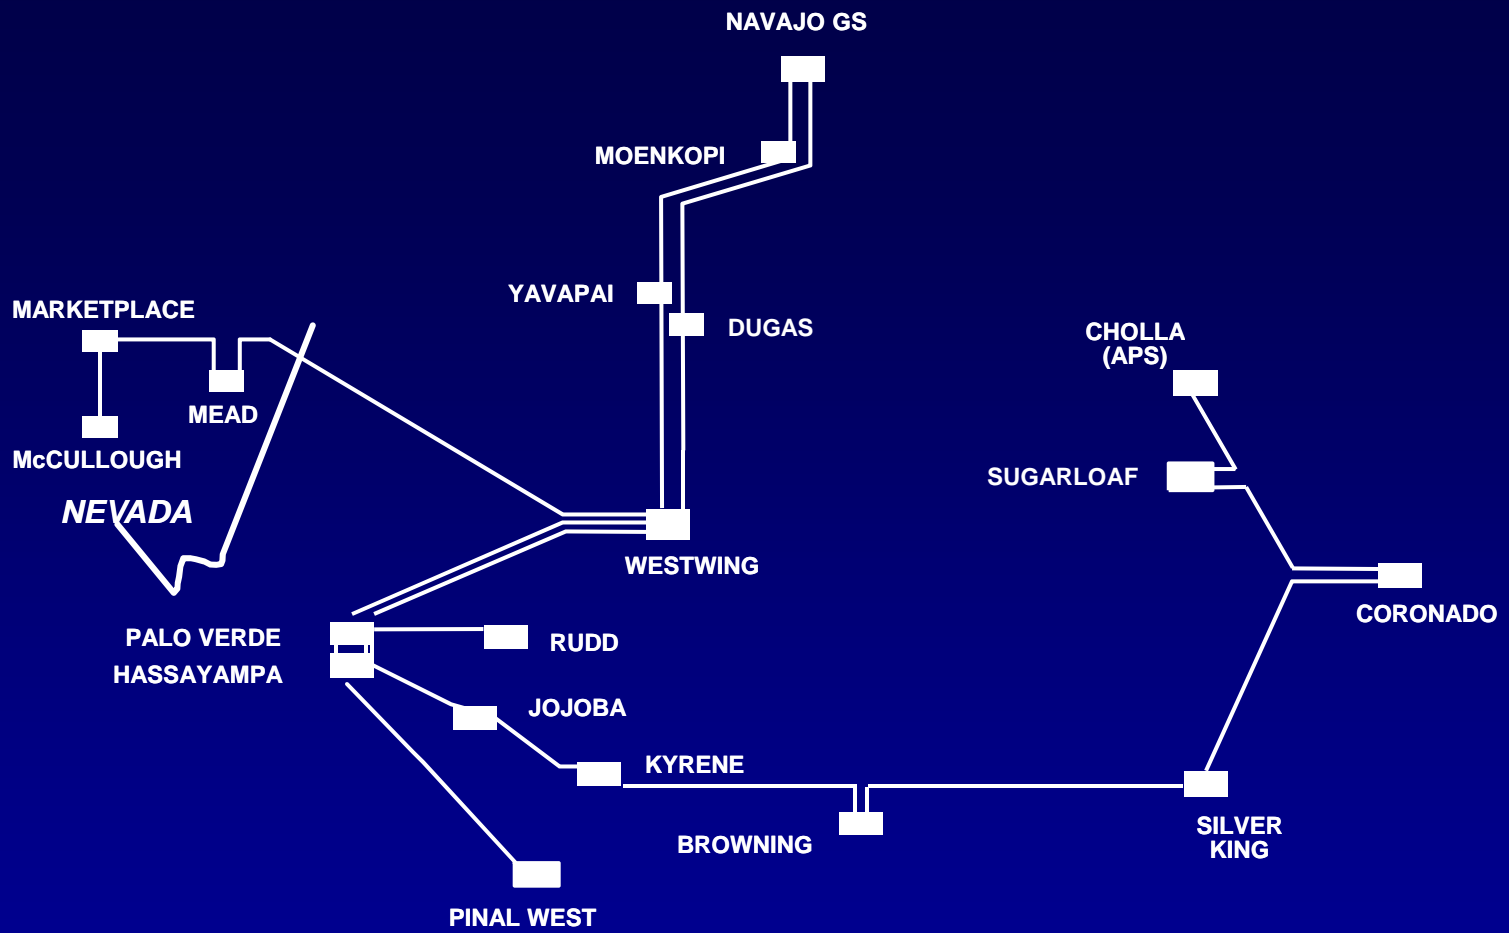 NAVAJO GS
MOENKOPI
YAVAPAI
MARKETPLACE
DUGAS
CHOLLA
(APS)
MEAD
McCULLOUGH
SUGARLOAF
NEVADA
WESTWING
CORONADO
PALO VERDE
RUDD
HASSAYAMPA
JOJOBA
KYRENE
SILVER
KING
BROWNING
PINAL WEST